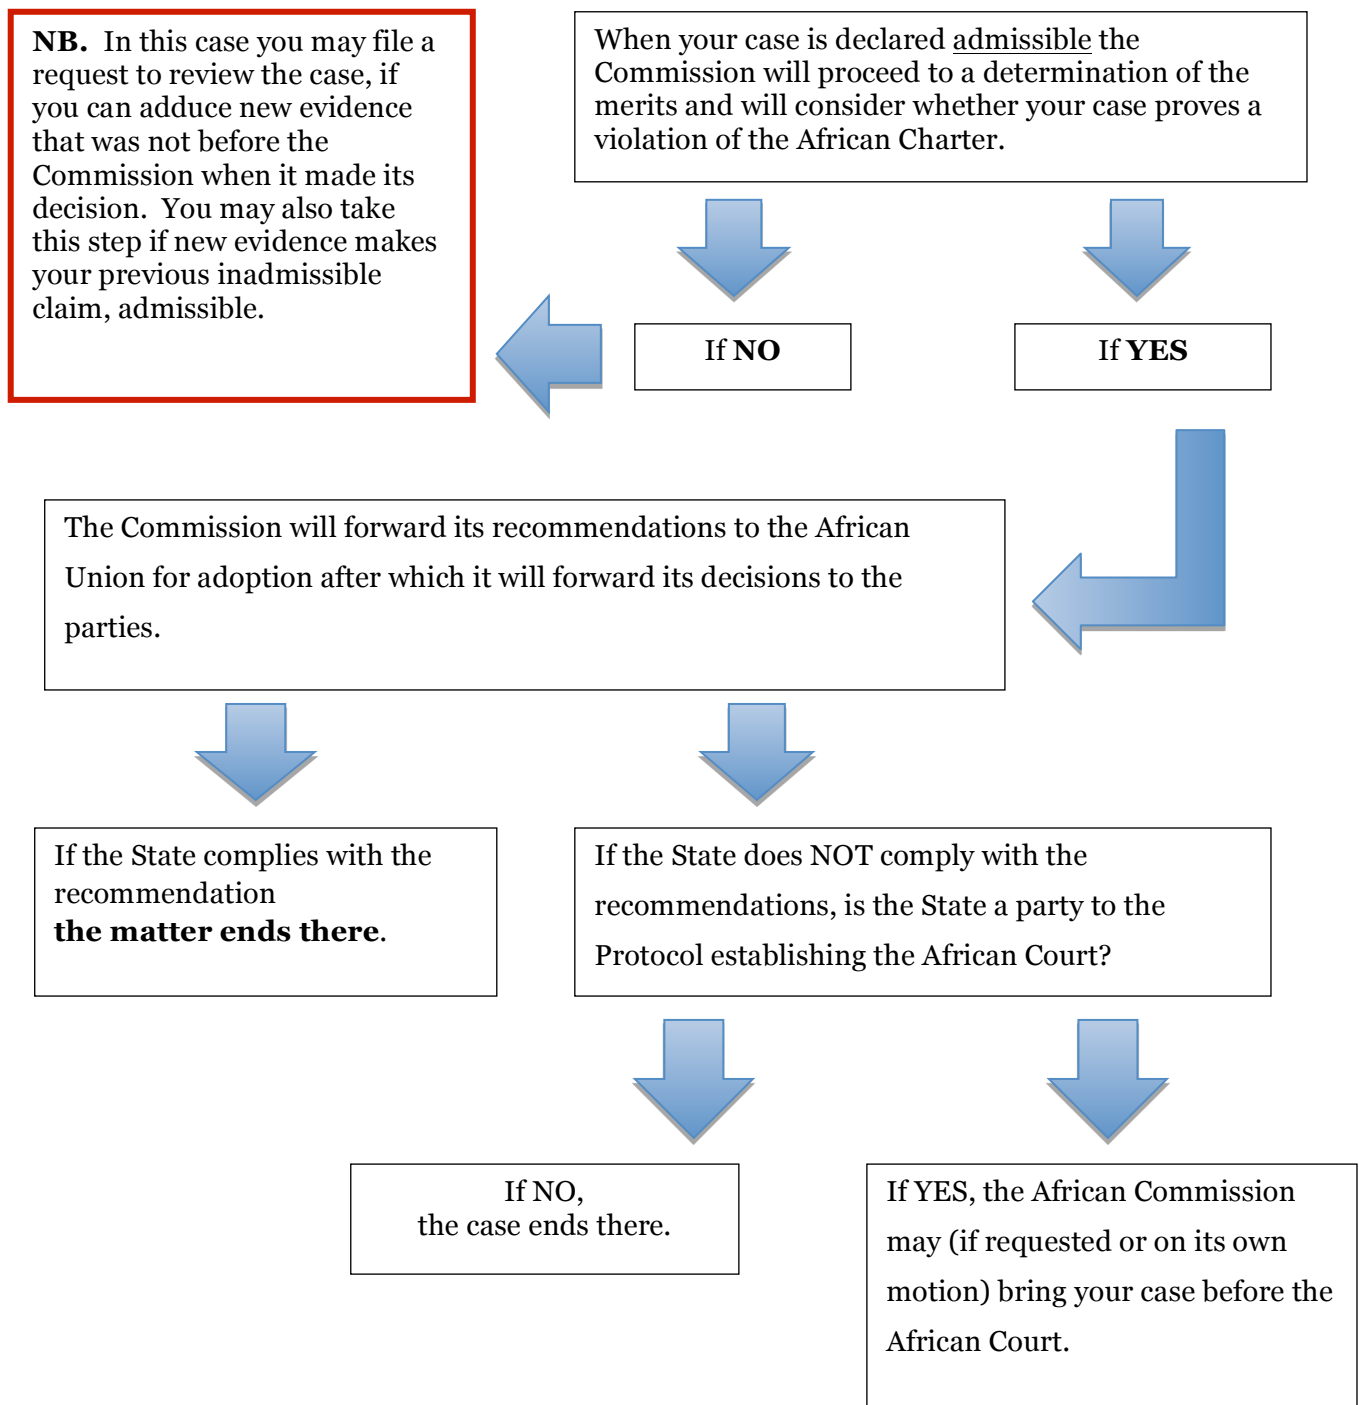 NB. In this case you may file a
request to review the case, if
you can adduce new evidence
that was not before the
Commission when it made its
decision. You may also take
this step if new evidence makes
your previous inadmissible
claim, admissible.
When your case is declared admissible the
Commission will proceed to a determination of the
merits and will consider whether your case proves a
violation of the African Charter.
If NO
If YES
The Commission will forward its recommendations to the African
Union for adoption after which it will forward its decisions to the
parties.
If the State complies with the
recommendation
the matter ends there.
If the State does NOT comply with the
recommendations, is the State a party to the
Protocol establishing the African Court?
If NO,
the case ends there.
If YES, the African Commission
may (if requested or on its own
motion) bring your case before the
African Court.